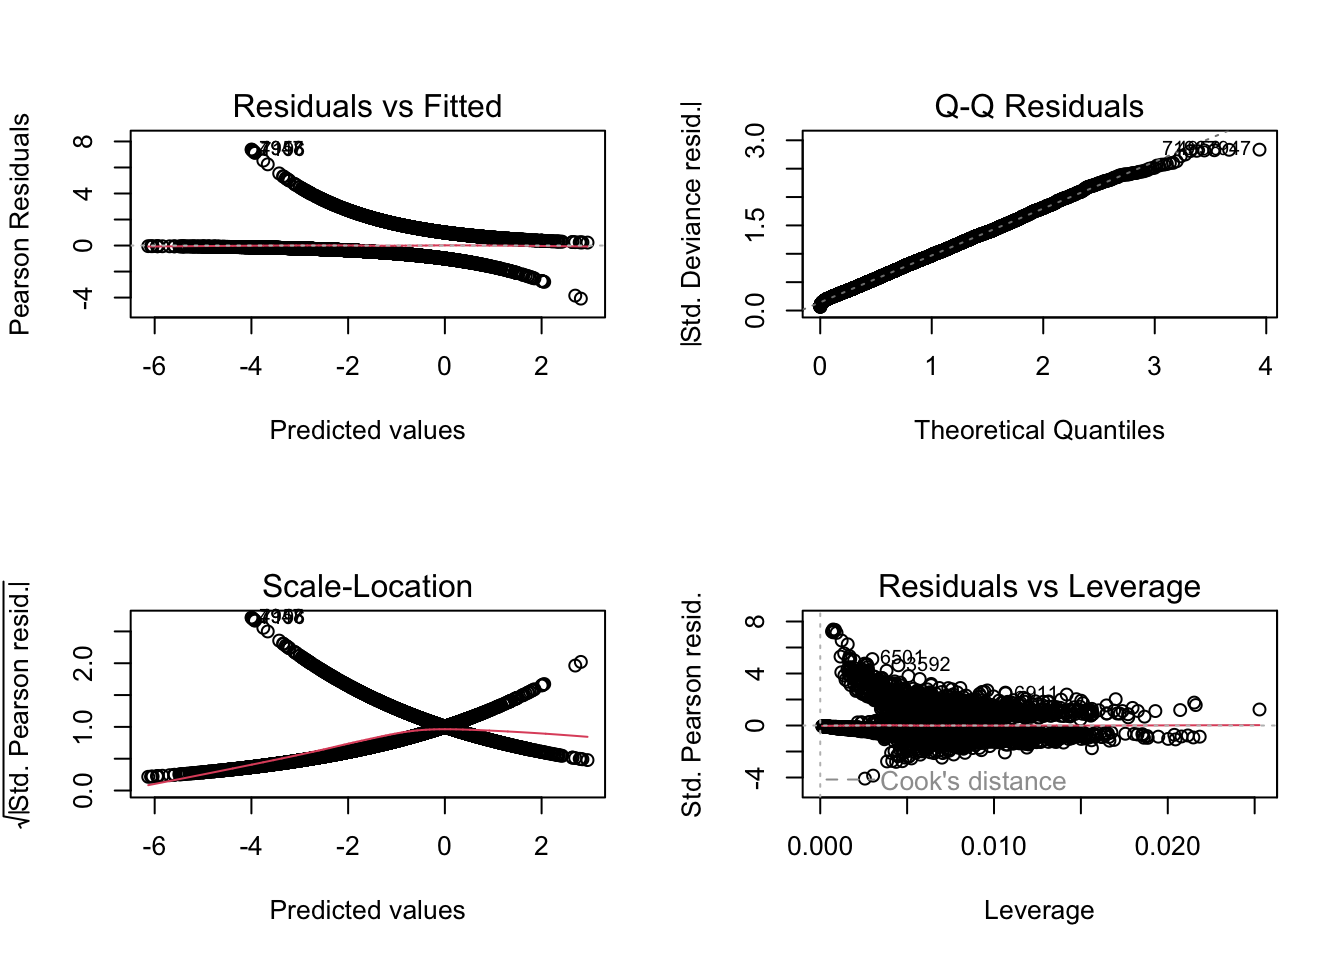 Residuals vs Fitted
Pearson Residuals
8
4
0
-4
-6 -4 -2 0 2
Predicted values
Q-Q Residuals
|Std. Deviance resid.|
3.0
1.5
0.0
0 1 2 3 4
Theoretical Quantiles
Scale-Location
√|Std. Pearson resid.|
2.0
1.0
0.0
-6 -4 -2 0 2
Predicted values
Residuals vs Leverage
Std. Pearson resid.
8
4
0
-4
6501
3592
6911
Cook's distance
0.000 0.010 0.020
Leverage